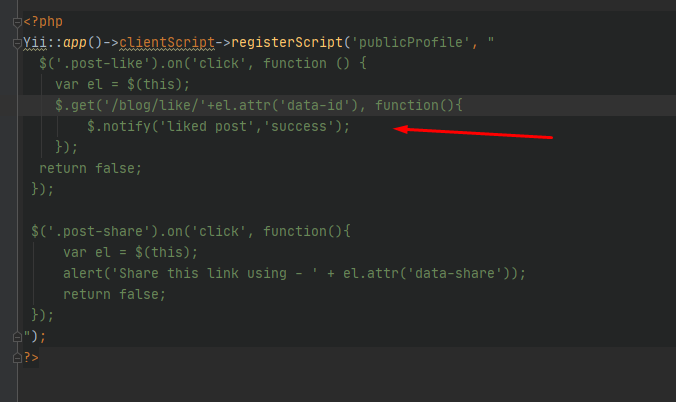 <?php
Yii::app()->clientScript->registerScript('publicProfile', "
  $('.post-like').on('click', function () {
    var el = $(this);
    $.get('/blog/like/'+el.attr('data-id'), function(){
        $.notify('liked post','success');
    });
  return false;
 });

 $('.post-share').on('click', function(){
     var el = $(this);
     alert('Share this link using - ' + el.attr('data-share'));
     return false;
 });
");
?>